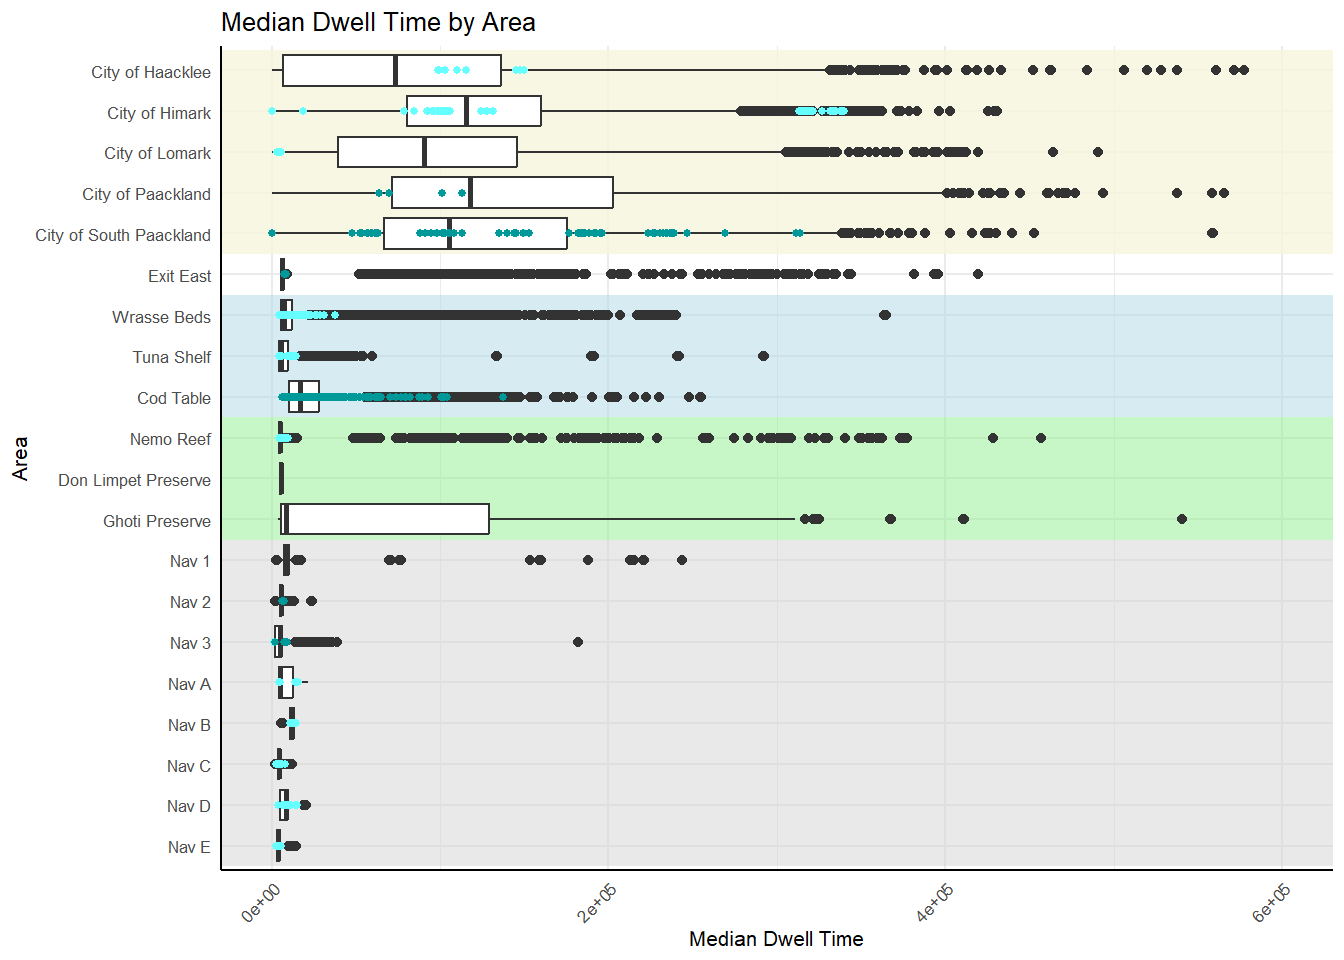 Median Dwell Time by Area
City of Haacklee
City of Himark
City of Lomark
City of Paackland
City of South Paackland
Exit East
Wrasse Beds
Tuna Shelf
Cod Table
Nemo Reef
Don Limpet Preserve
Ghoti Preserve
Nav 1
Nav 2
Nav 3
Nav A
Nav B
Nav C
Nav D
Nav E
Area
0e+00
2e+05
4e+05
6e+05
Median Dwell Time